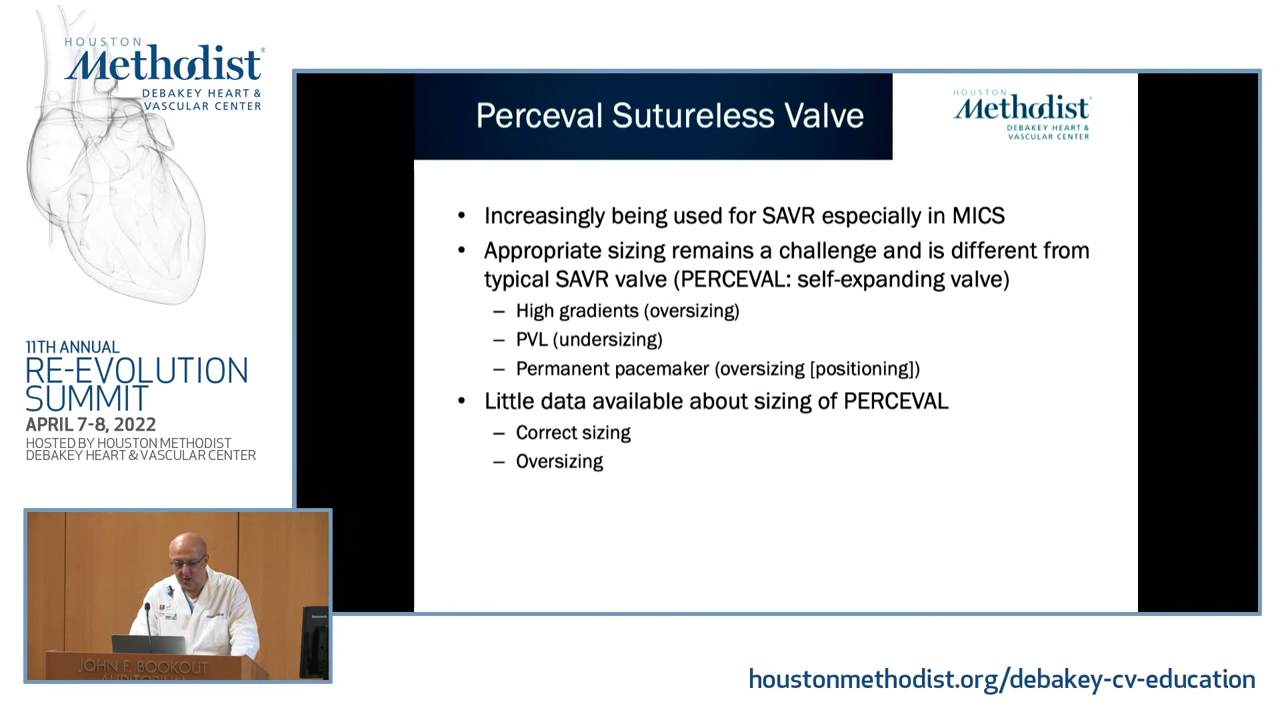 HOUSTON
Methodist
DEBAKEY HEART &
VASCULAR CENTER
11TH ANNUAL
RE-EVOLUTION
SUMMIT
APRIL 7-8, 2022
HOSTED BY HOUSTON METHODIST
DEBAKEY HEART & VASCULAR CENTER
Perceval Sutureless Valve
HOUSTON
Methodist
DEBAKEY HEART &
VASCULAR CENTER
• Increasingly being used for SAVR especially in MICS
• Appropriate sizing remains a challenge and is different from
typical SAVR valve (PERCEVAL: self-expanding valve)
– High gradients (oversizing)
– PVL (undersizing)
– Permanent pacemaker (oversizing [positioning])
• Little data available about sizing of PERCEVAL
– Correct sizing
– Oversizing
JOHN F. BOOKOUT
AUDITORIUM
houstonmethodist.org/debakey-cv-education